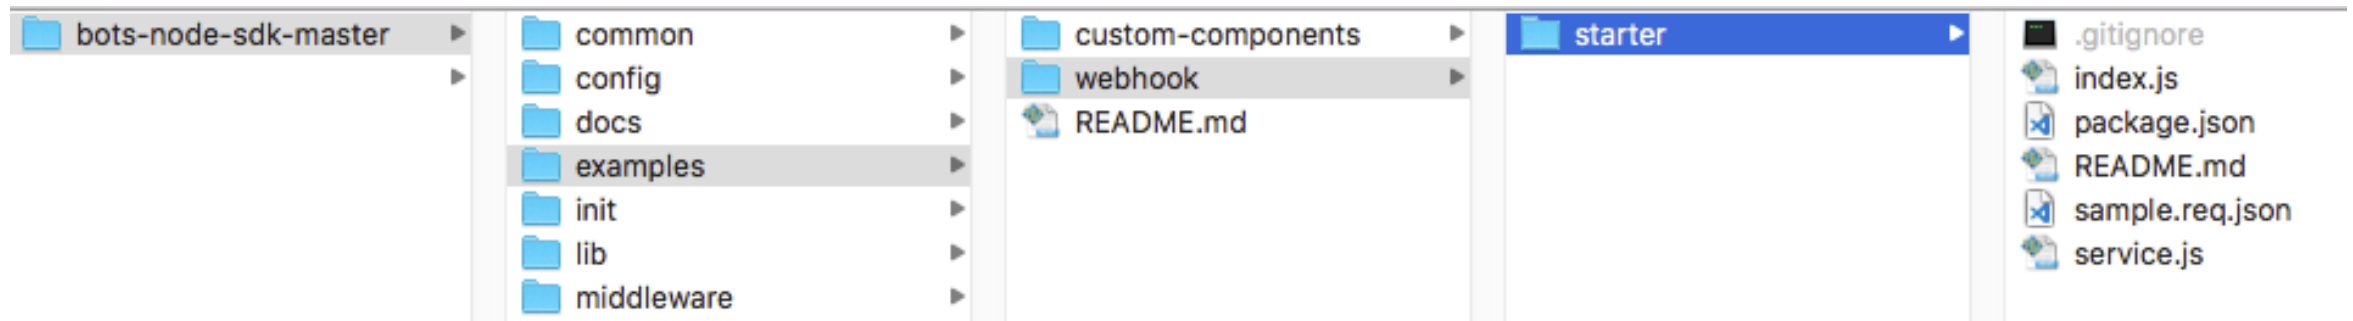 bots-node-sdk-master
common
config
docs
examples
init
lib
middleware
custom-components
webhook
README.md
starter
.gitignore
index.js
package.json
README.md
sample.req.json
service.js